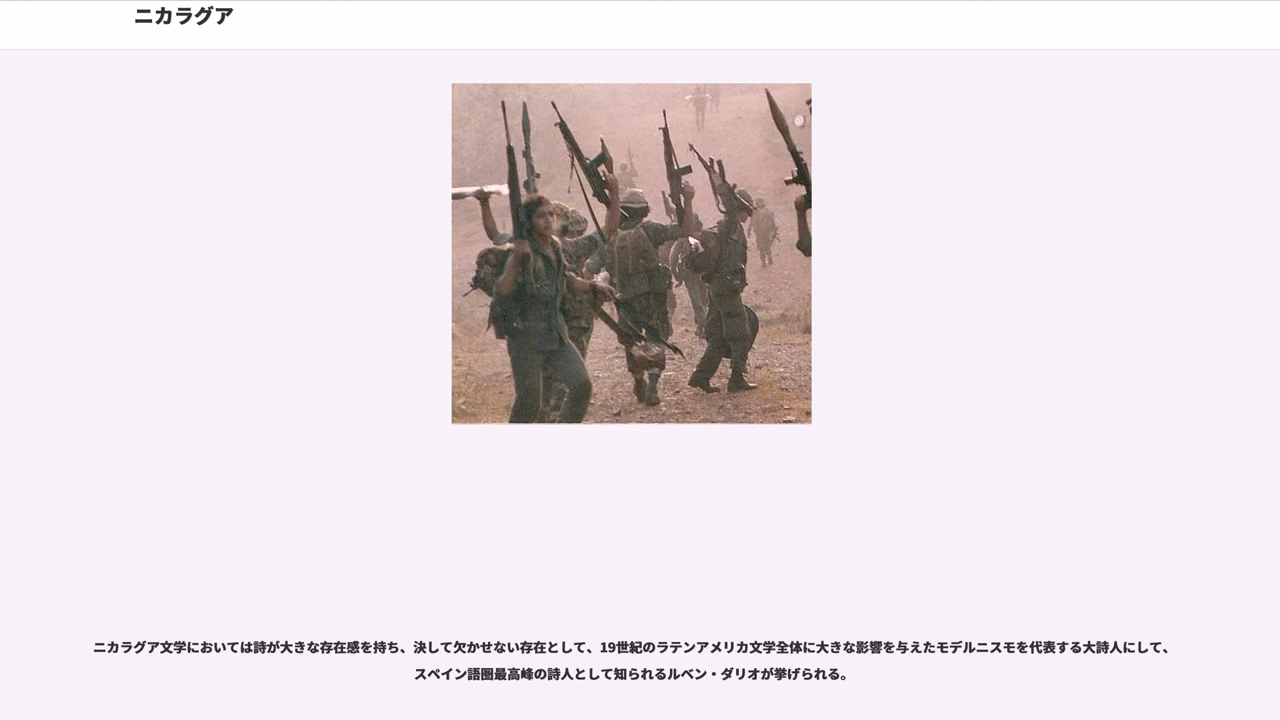 ニカラグア
ニカラグア文学においては詩が大きな存在感を持ち、決して欠かせない存在として、19世紀のラテンアメリカ文学全体に大きな影響を与えたモデルニスモを代表する大詩人にして、
スペイン語圏最高峰の詩人として知られるルベン・ダリオが挙げられる。